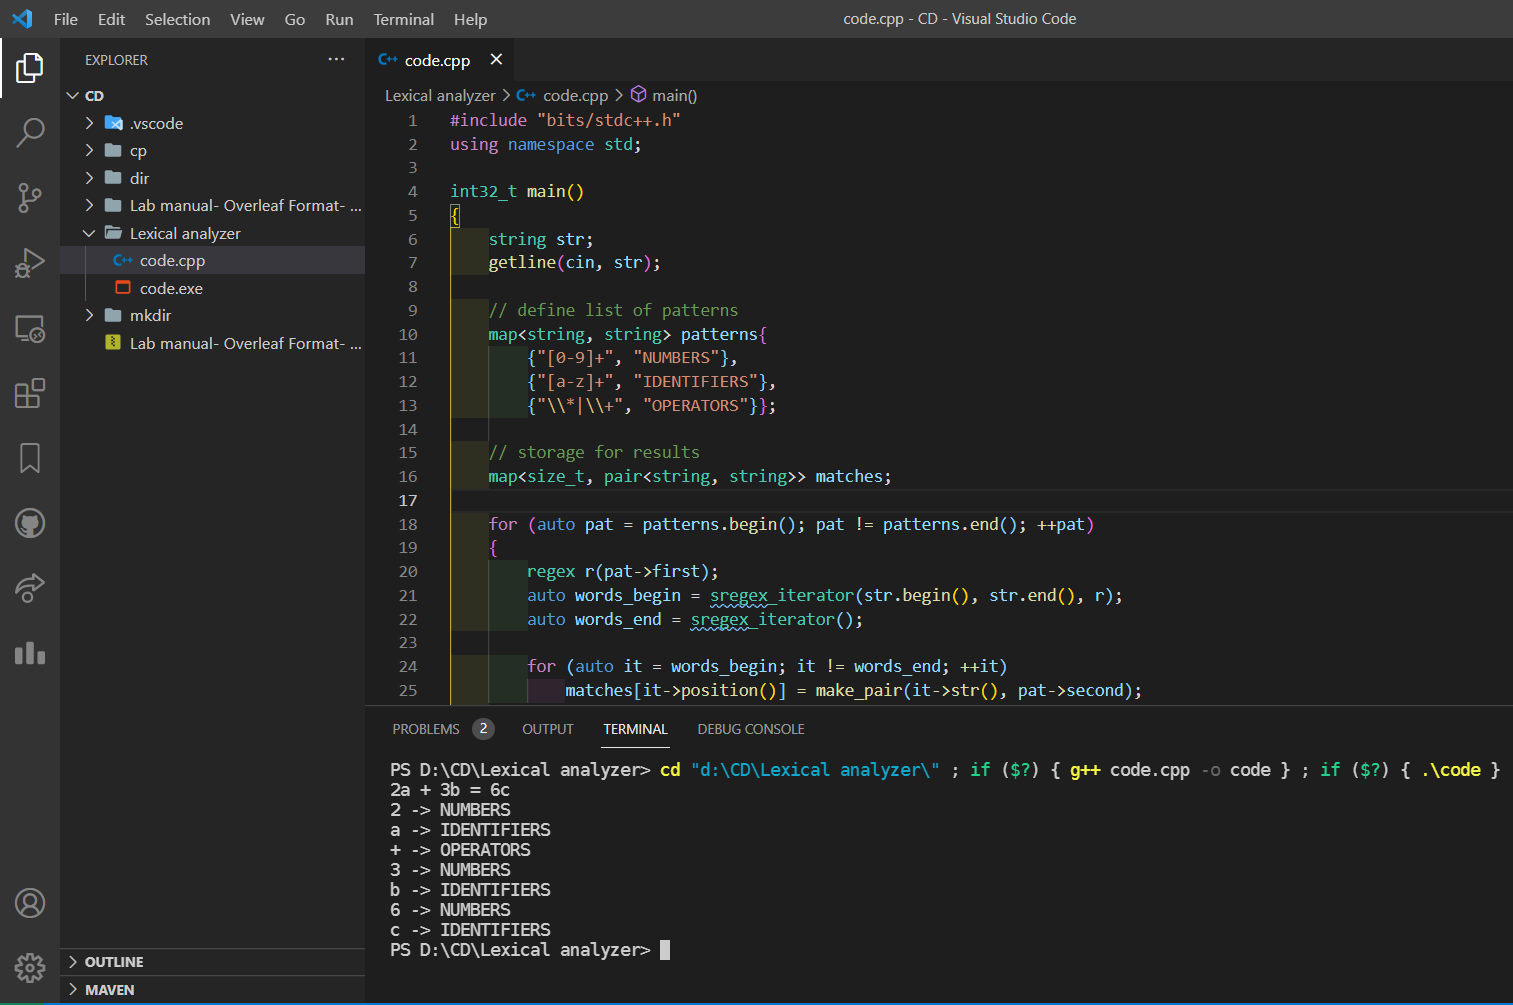 File Edit Selection View Go Run Terminal Help
code.cpp - CD - Visual Studio Code
EXPLORER
CD
.vscode
cp
dir
Lab manual- Overleaf Format- ...
Lexical analyzer
code.cpp
code.exe
mkdir
Lab manual- Overleaf Format- ...
OUTLINE
MAVEN
code.cpp
Lexical analyzer > code.cpp > main()
1 #include "bits/stdc++.h"
2 using namespace std;
3
4 int32_t main()
5 {
6 string str;
7 getline(cin, str);
8
9 // define list of patterns
10 map<string, string> patterns{
11 {"[0-9]+", "NUMBERS"},
12 {"[a-z]+", "IDENTIFIERS"},
13 {"\\*|\\+", "OPERATORS"}};
14
15 // storage for results
16 map<size_t, pair<string, string>> matches;
17
18 for (auto pat = patterns.begin(); pat != patterns.end(); ++pat)
19 {
20 regex r(pat->first);
21 auto words_begin = sregex_iterator(str.begin(), str.end(), r);
22 auto words_end = sregex_iterator();
23
24 for (auto it = words_begin; it != words_end; ++it)
25 matches[it->position()] = make_pair(it->str(), pat->second);
PROBLEMS 2 OUTPUT TERMINAL DEBUG CONSOLE
PS D:\CD\Lexical analyzer> cd "d:\CD\Lexical analyzer\" ; if ($?) { g++ code.cpp -o code } ; if ($?) { .\code }
2a + 3b = 6c
2 -> NUMBERS
a -> IDENTIFIERS
+ -> OPERATORS
3 -> NUMBERS
b -> IDENTIFIERS
6 -> NUMBERS
c -> IDENTIFIERS
PS D:\CD\Lexical analyzer>